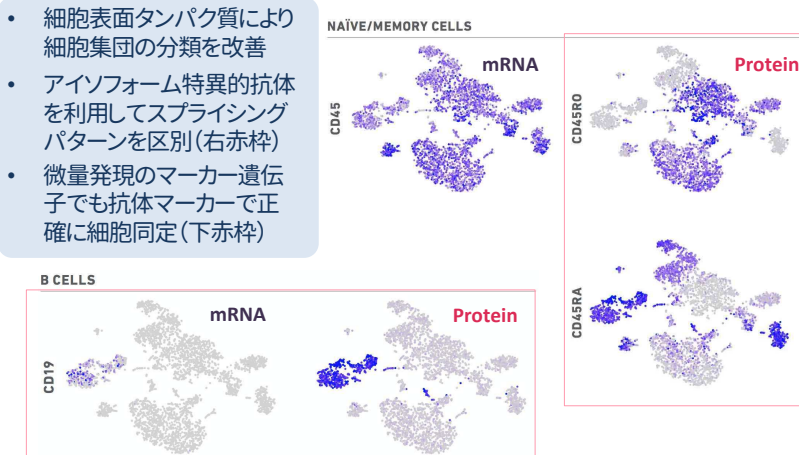 • 細胞表面タンパク質により
細胞集団の分類を改善
• アイソフォーム特異的抗体
を利用してスプライシング
パターンを区別(右赤枠)
• 微量発現のマーカー遺伝
子でも抗体マーカーで正
確に細胞同定(下赤枠)
NAÏVE/MEMORY CELLS
mRNA
CD45
Protein
CD45RO
CD45RA
B CELLS
mRNA
Protein
CD19